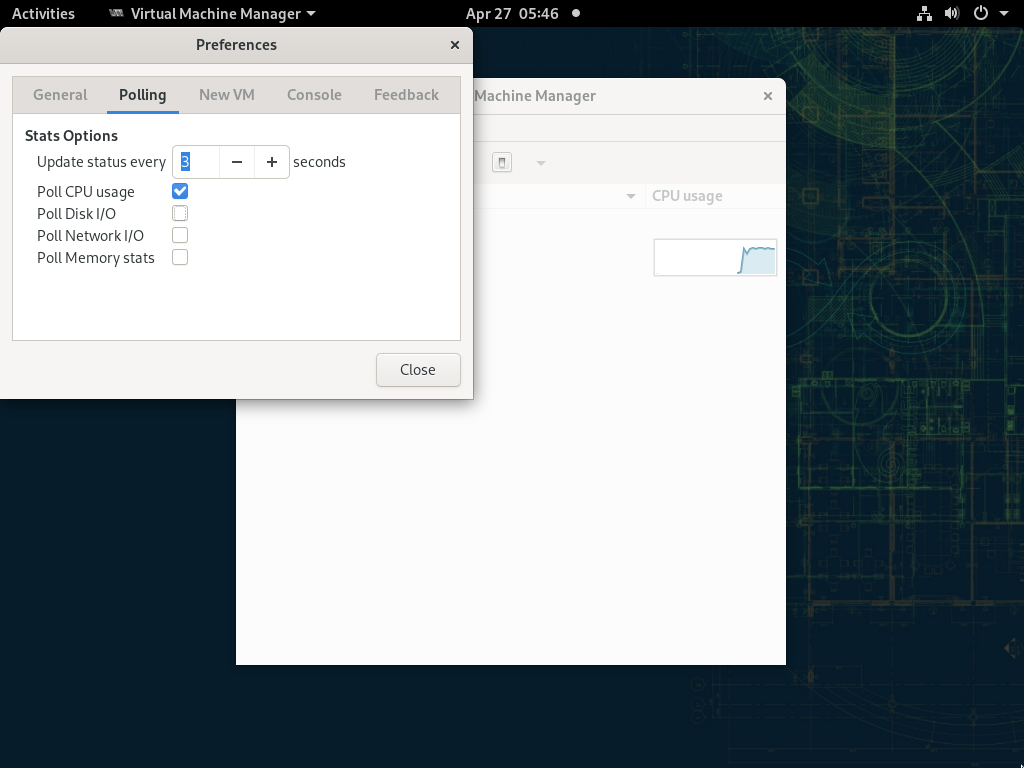 Activities
Virtual Machine Manager
Apr 27 05:46
Preferences
General
Polling
New VM
Console
Feedback
Stats Options
Update status every 3 seconds
Poll CPU usage
Poll Disk I/O
Poll Network I/O
Poll Memory stats
Close
Machine Manager
CPU usage